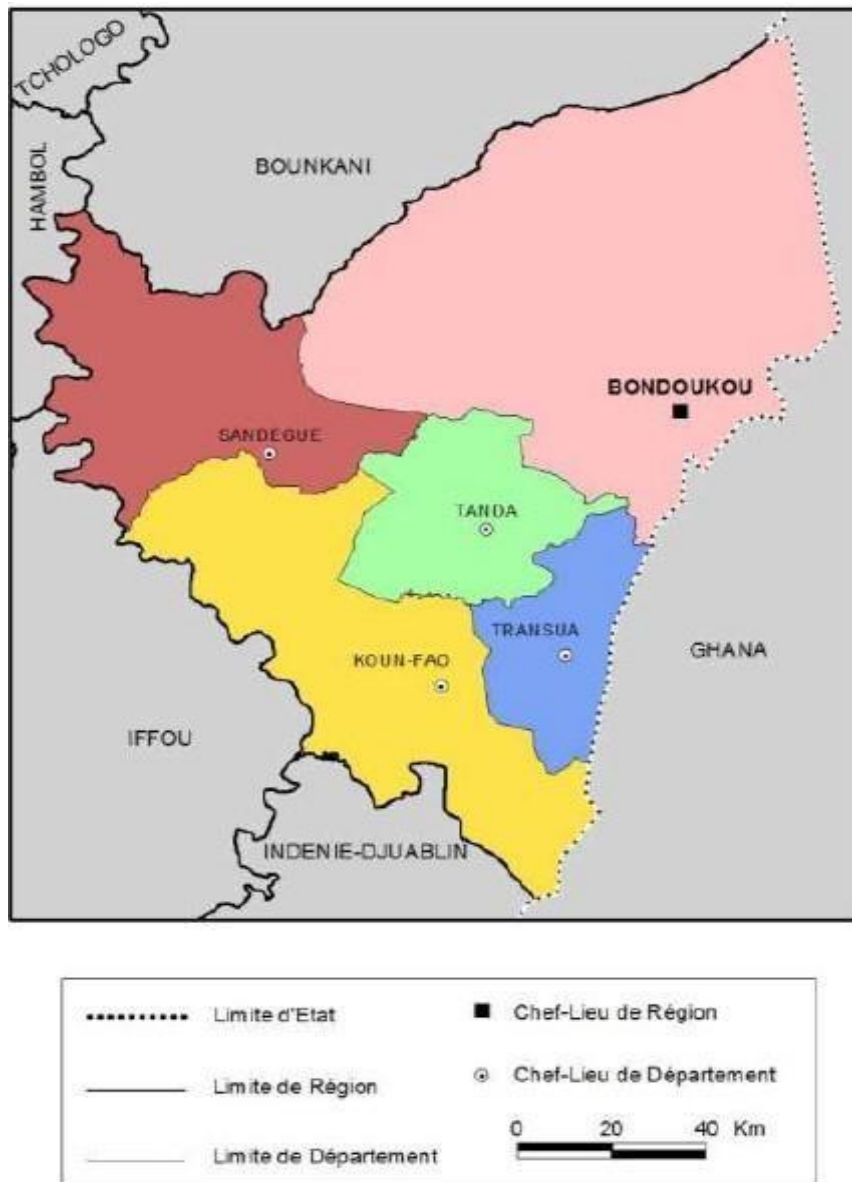 TCHOLOGO
HAMBOL
BOUNKANI
BONDOUKOU
SANDEGUE
TANDA
TRANSUA
GHANA
KOUN-FAO
IFFOU
INDENIE-DJUABLIN
Limite d'Etat
Chef-Lieu de Région
Limite de Région
Chef-Lieu de Département
0 20 40 Km
Limite de Département